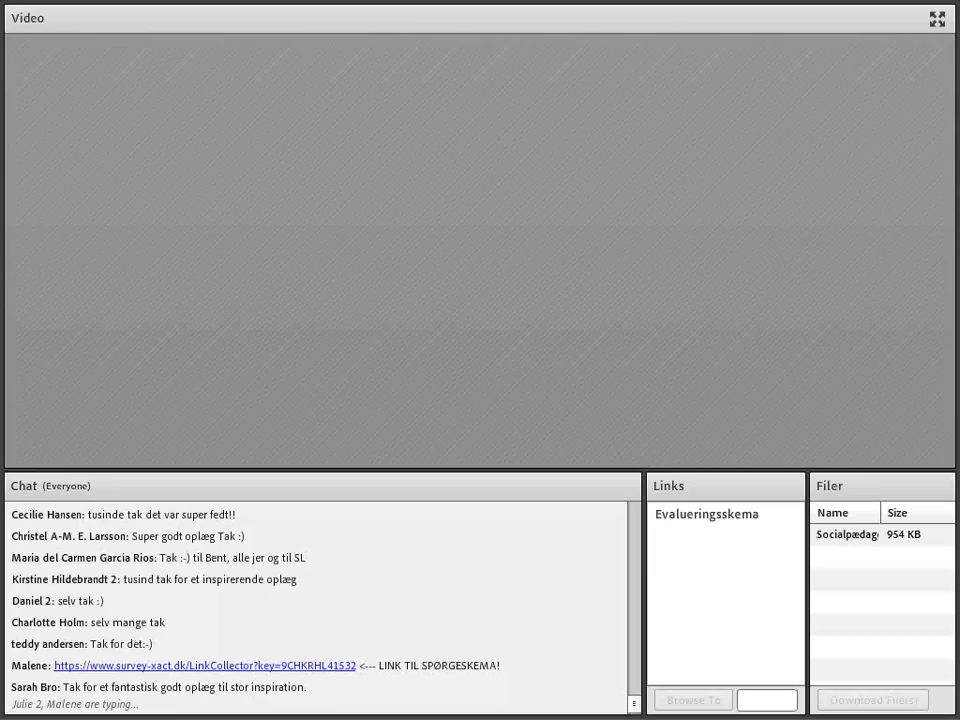 Video
Chat (Everyone)
Cecilie Hansen: tusinde tak det var super fedt!!
Christel A-M. E. Larsson: Super godt oplæg Tak :)
Maria del Carmen Garcia Rios: Tak :-) til Bent, alle jer og til SL
Kirstine Hildebrandt 2: tusind tak for et inspirerende oplæg
Daniel 2: selv tak :)
Charlotte Holm: selv mange tak
teddy andersen: Tak for det:-)
Malene: https://www.survey-xact.dk/LinkCollector?key=9CHKRHL41532 <--- LINK TIL SPØRGESKEMA!
Sarah Bro: Tak for et fantastisk godt oplæg til stor inspiration.
Julie 2, Malene are typing...
Links
Evalueringsskema
Browse To
Filer
Name Size
Socialpædag 954 KB
Download File(s)